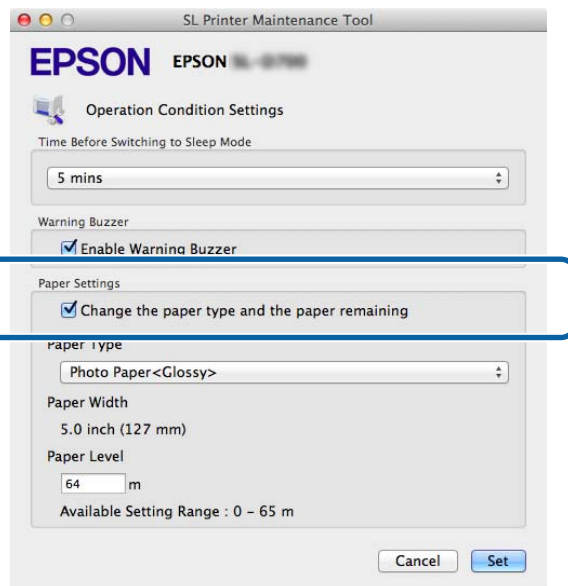 SL Printer Maintenance Tool
EPSON EPSON
Operation Condition Settings
Time Before Switching to Sleep Mode
5 mins
Warning Buzzer
Enable Warning Buzzer
Paper Settings
Change the paper type and the paper remaining
Paper Type
Photo Paper<Glossy>
Paper Width
5.0 inch (127 mm)
Paper Level
64 m
Available Setting Range : 0 – 65 m
Cancel Set